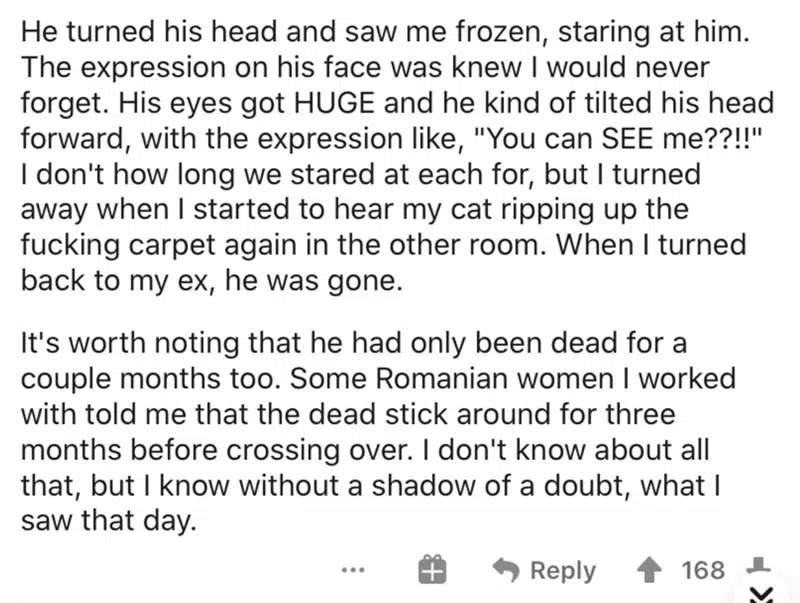 He turned his head and saw me frozen, staring at him.
The expression on his face was knew I would never
forget. His eyes got HUGE and he kind of tilted his head
forward, with the expression like, "You can SEE me??!!"
I don't how long we stared at each for, but I turned
away when I started to hear my cat ripping up the
fucking carpet again in the other room. When I turned
back to my ex, he was gone.
It's worth noting that he had only been dead for a
couple months too. Some Romanian women I worked
with told me that the dead stick around for three
months before crossing over. I don't know about all
that, but I know without a shadow of a doubt, what I
saw that day.
... Reply 168